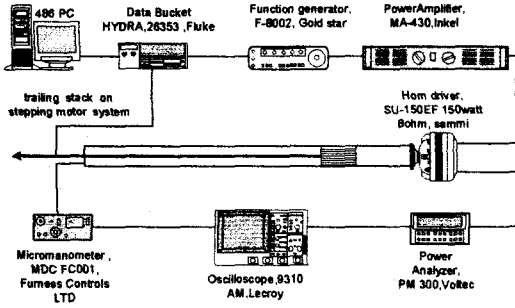 486 PC
Data Bucket
HYDRA,26353 ,Fluke
Function generator,
F-8002, Gold star
PowerAmplifier,
MA-430,Inkel
trailing stack on
stepping motor system
Horn driver,
SU-150EF 150watt
8ohm, sammi
Micromanometer ,
MDC FC001,
Furness Controls
LTD
Oscilloscope,9310
AM,Lecroy
Power
Analyzer,
PM 300,Voltec